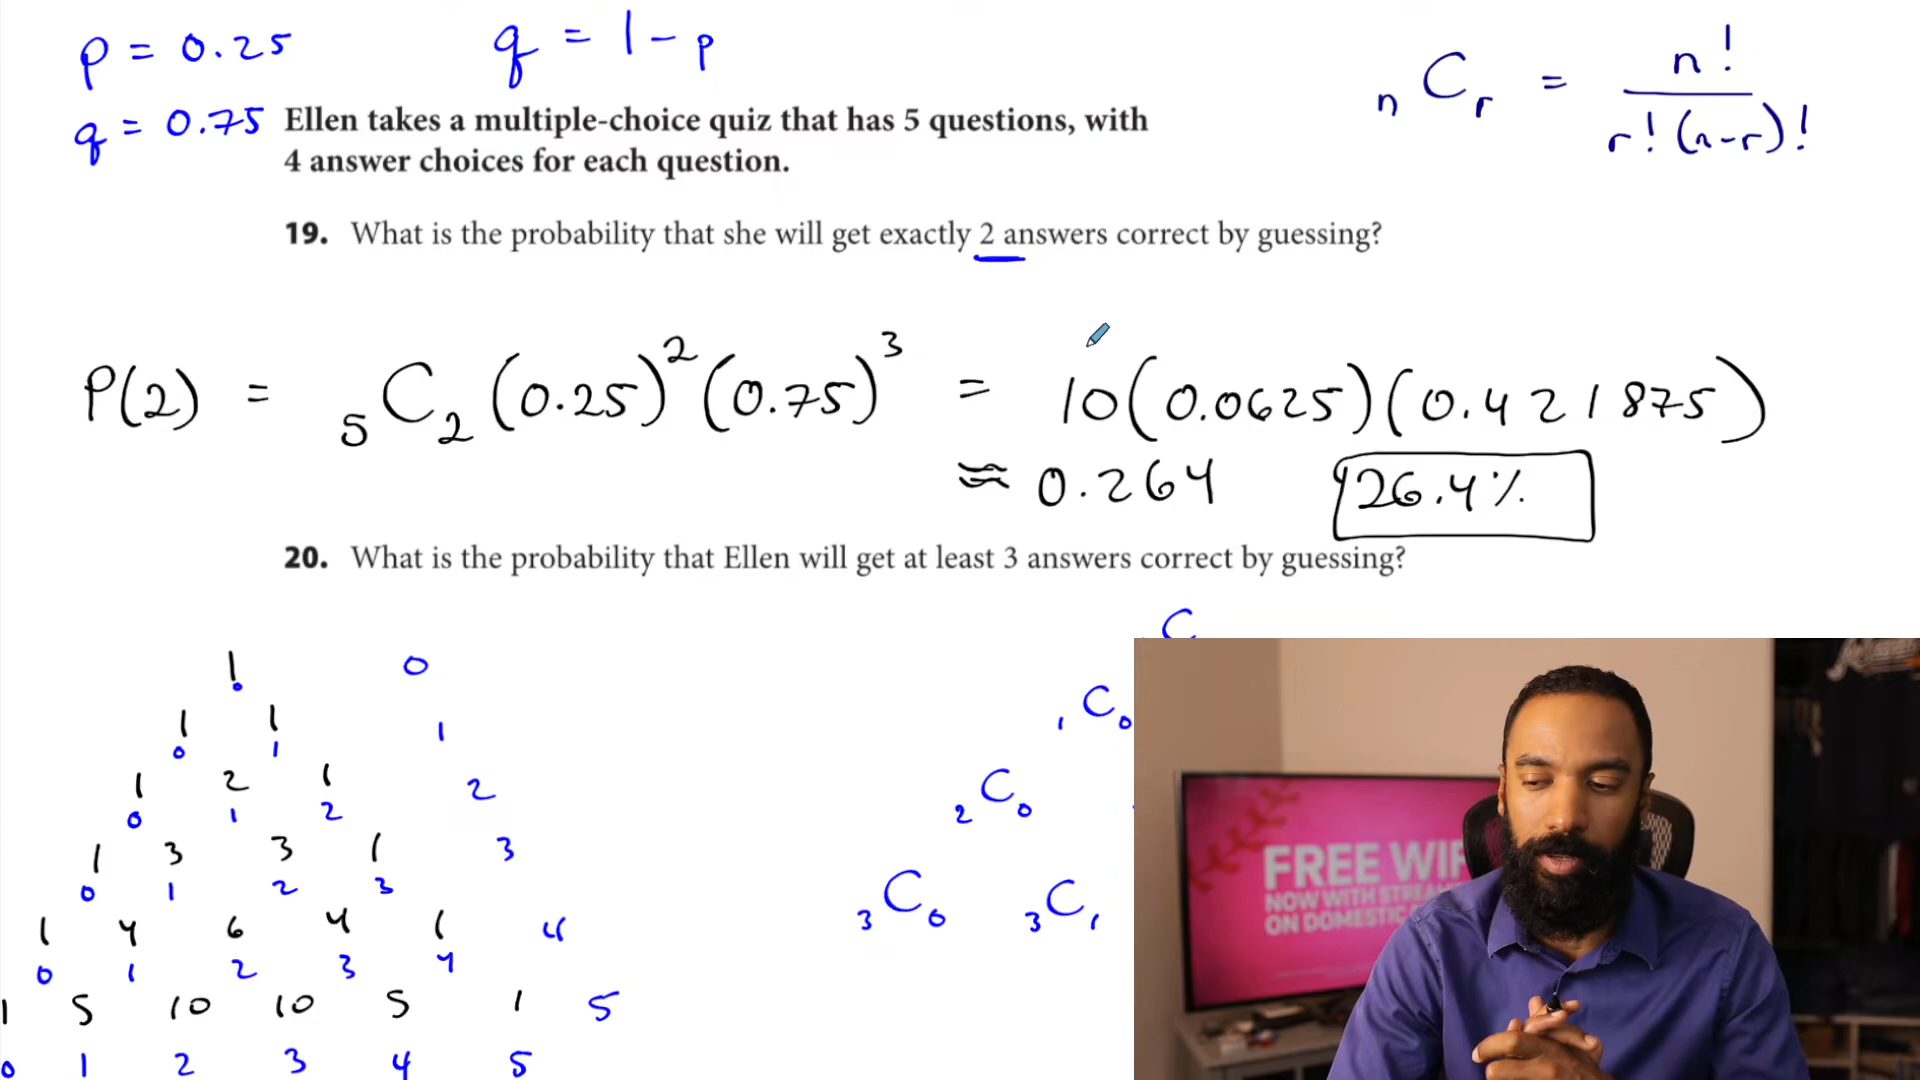 p = 0.25
q = 1 - p
nCr = n! / r!(n-r)!
q = 0.75
Ellen takes a multiple-choice quiz that has 5 questions, with
4 answer choices for each question.
19. What is the probability that she will get exactly 2 answers correct by guessing?
P(2) = 5C2 (0.25)^2 (0.75)^3 = 10(0.0625)(0.421875)
≈ 0.264 26.4%
20. What is the probability that Ellen will get at least 3 answers correct by guessing?
C
1 0
0
1 1 1
0 1
1C0
1 2 1 2
0 1 2
2C0
1 3 3 1 3
0 1 2 3
3C0 3C1
1 4 6 4 1 4
0 1 2 3 4
1 5 10 10 5 1 5
0 1 2 3 4 5
FREE WIF
NOW WITH STREA
ON DOMESTIC